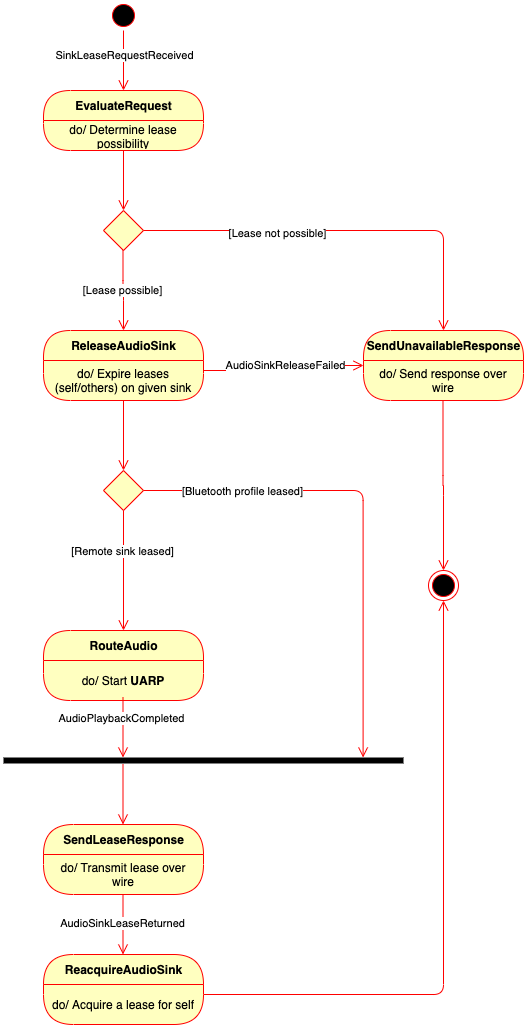 SinkLeaseRequestReceived
EvaluateRequest
do/ Determine lease
possibility
[Lease not possible]
[Lease possible]
ReleaseAudioSink
do/ Expire leases
(self/others) on given sink
AudioSinkReleaseFailed
SendUnavailableResponse
do/ Send response over
wire
[Bluetooth profile leased]
[Remote sink leased]
RouteAudio
do/ Start UARP
AudioPlaybackCompleted
SendLeaseResponse
do/ Transmit lease over
wire
AudioSinkLeaseReturned
ReacquireAudioSink
do/ Acquire a lease for self